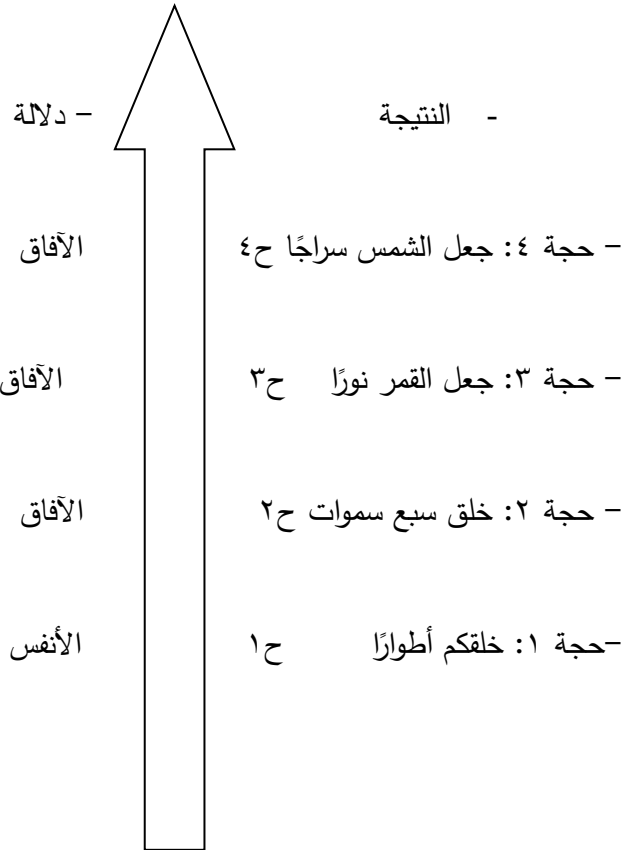 - النتيجة – دلالة
– حجة ٤: جعل الشمس سراجًا ح٤ الآفاق
– حجة ٣: جعل القمر نورًا ح٣ الآفاق
– حجة ٢: خلق سبع سموات ح٢ الآفاق
–حجة ١: خلقكم أطوارًا ح١ الأنفس